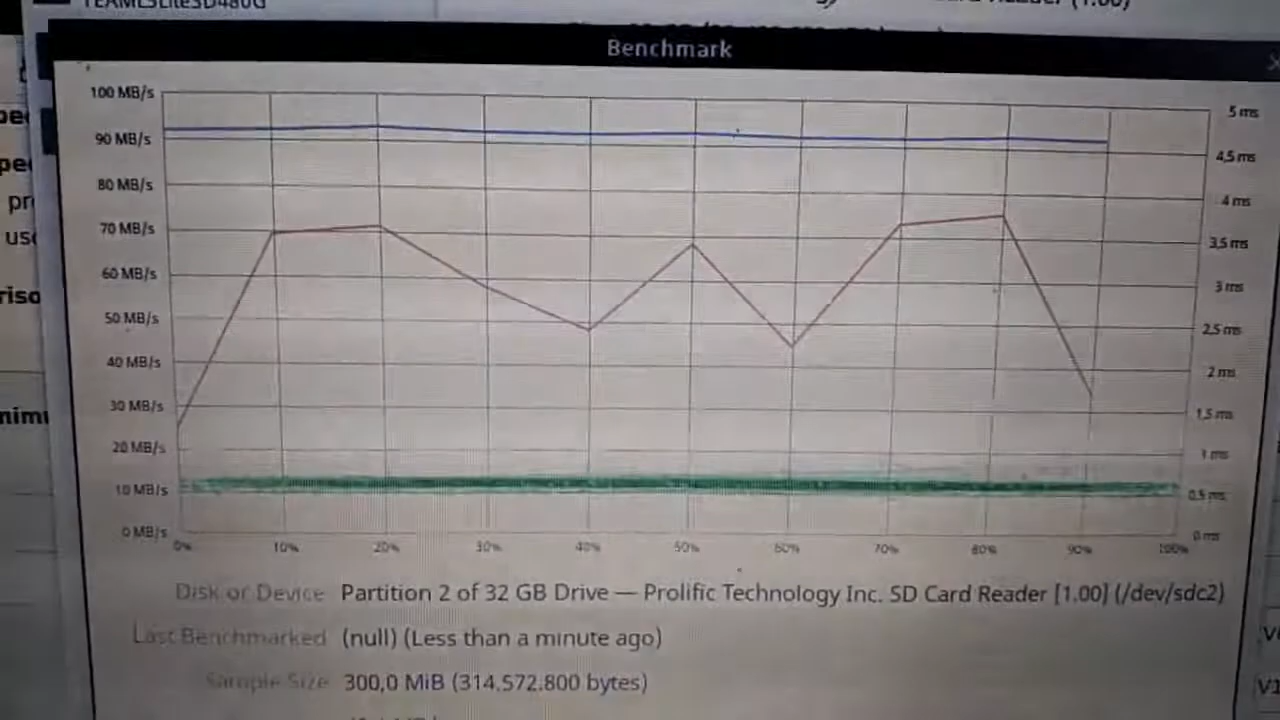 Benchmark
100 MB/s
5 ms
90 MB/s
4,5 ms
80 MB/s
4 ms
70 MB/s
3,5 ms
60 MB/s
3 ms
50 MB/s
2,5 ms
40 MB/s
2 ms
30 MB/s
1,5 ms
20 MB/s
1 ms
10 MB/s
0,5 ms
0 MB/s
0 ms
0% 10% 20% 30% 40% 50% 60% 70% 80% 90% 100%
Disk or Device Partition 2 of 32 GB Drive — Prolific Technology Inc. SD Card Reader [1.00] (/dev/sdc2)
Last Benchmarked (null) (Less than a minute ago)
Sample Size 300,0 MiB (314.572.800 bytes)